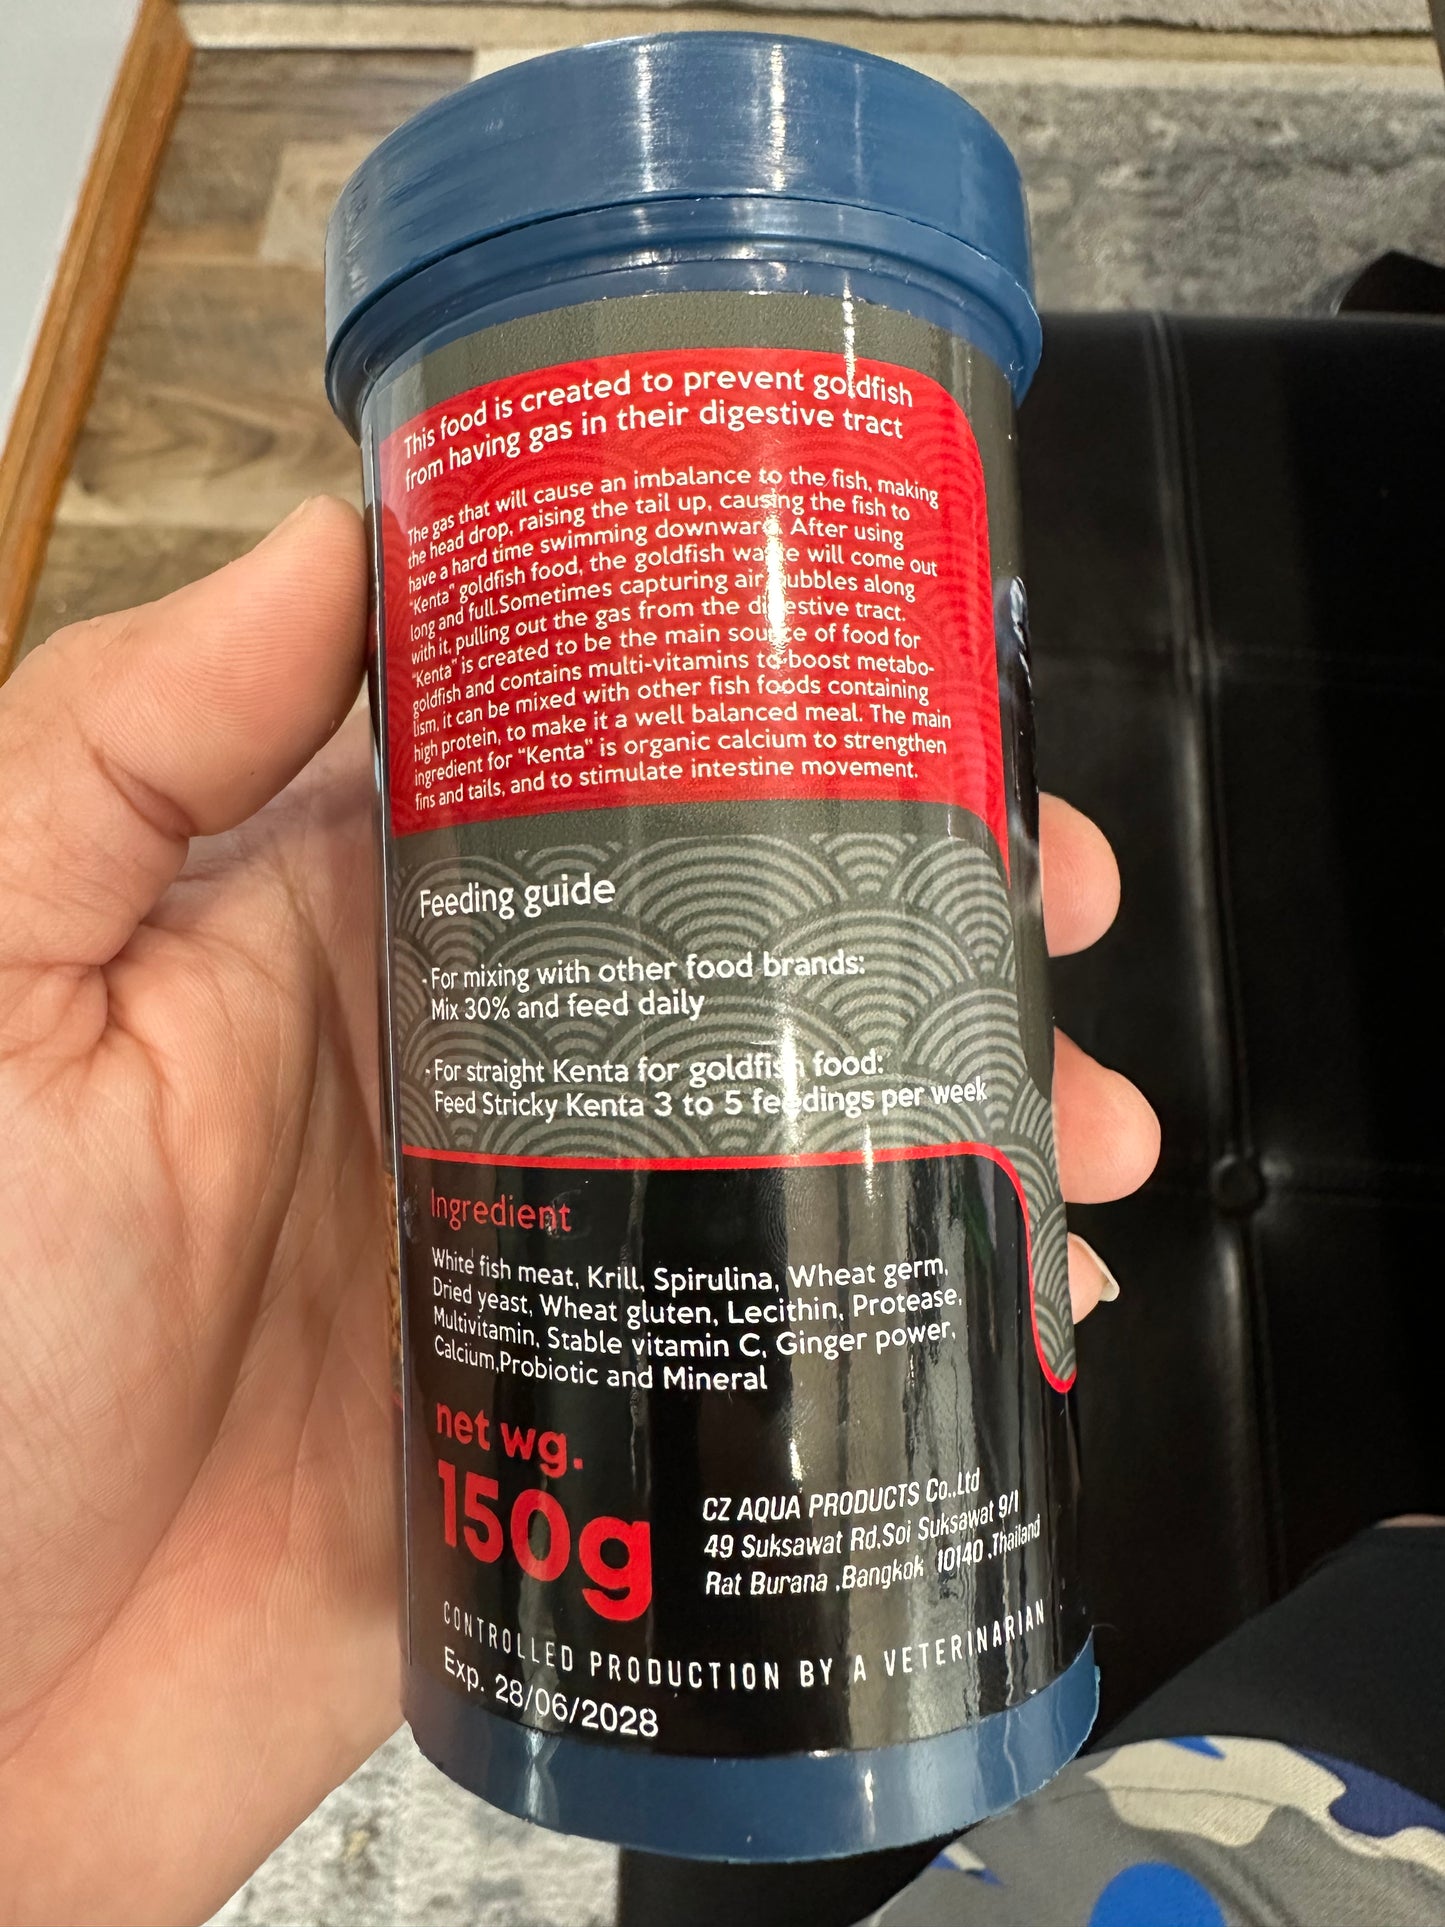 This food is created to prevent goldfish
from having gas in their digestive tract
The gas that will cause an imbalance to the fish, making
the head drop, raising the tail up, causing the fish to
have a hard time swimming downward. After using
"Kenta" goldfish food, the goldfish waste will come out
long and full.Sometimes capturing air bubbles along
with it, pulling out the gas from the digestive tract.
"Kenta" is created to be the main source of food for
goldfish and contains multi-vitamins to boost metabo-
lism, it can be mixed with other fish foods containing
high protein, to make it a well balanced meal. The main
ingredient for "Kenta" is organic calcium to strengthen
fins and tails, and to stimulate intestine movement.
Feeding guide
- For mixing with other food brands:
Mix 30% and feed daily
- For straight Kenta for goldfish food:
Feed Stricky Kenta 3 to 5 feedings per week
Ingredient
White fish meat, Krill, Spirulina, Wheat germ,
Dried yeast, Wheat gluten, Lecithin, Protease,
Multivitamin, Stable vitamin C, Ginger power,
Calcium,Probiotic and Mineral
net wg.
150g
CZ AQUA PRODUCTS Co.,Ltd
49 Suksawat Rd.Soi Suksawat 9/1
Rat Burana ,Bangkok 10140 ,Thailand
CONTROLLED PRODUCTION BY A VETERINARIAN
Exp. 28/06/2028